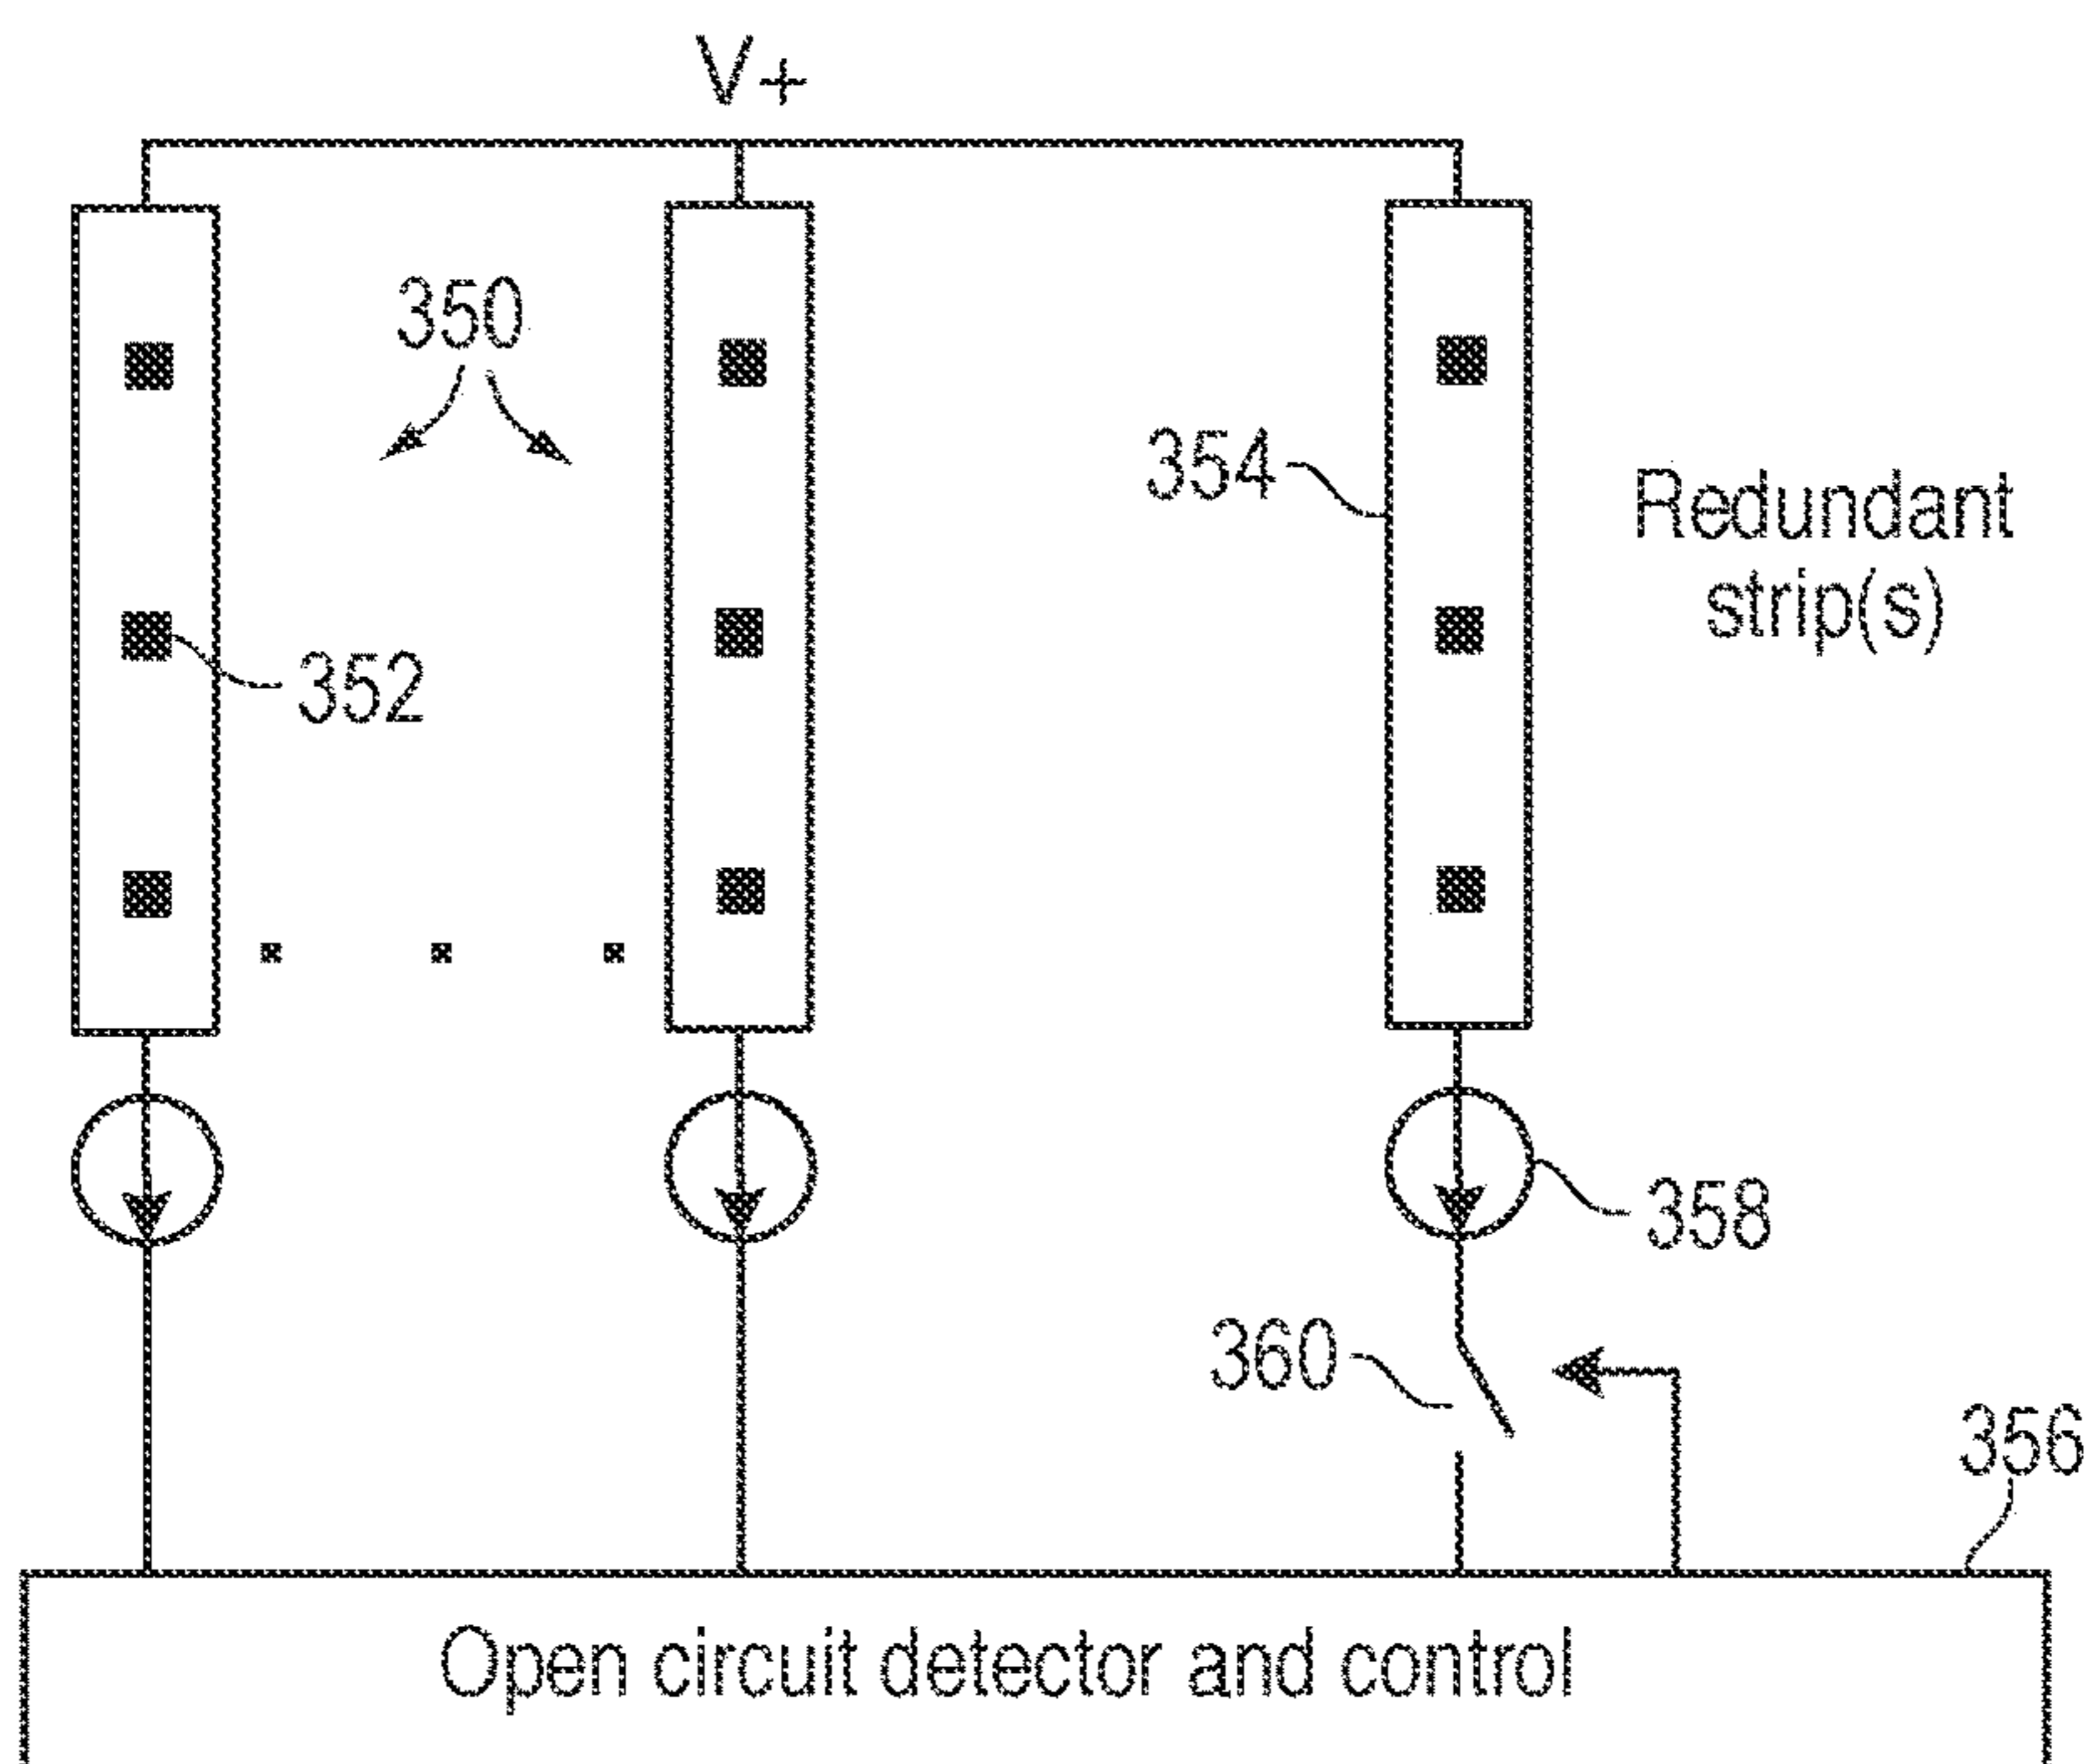 V+
350
354
Redundant
strip(s)
352
358
360
356
Open circuit detector and control